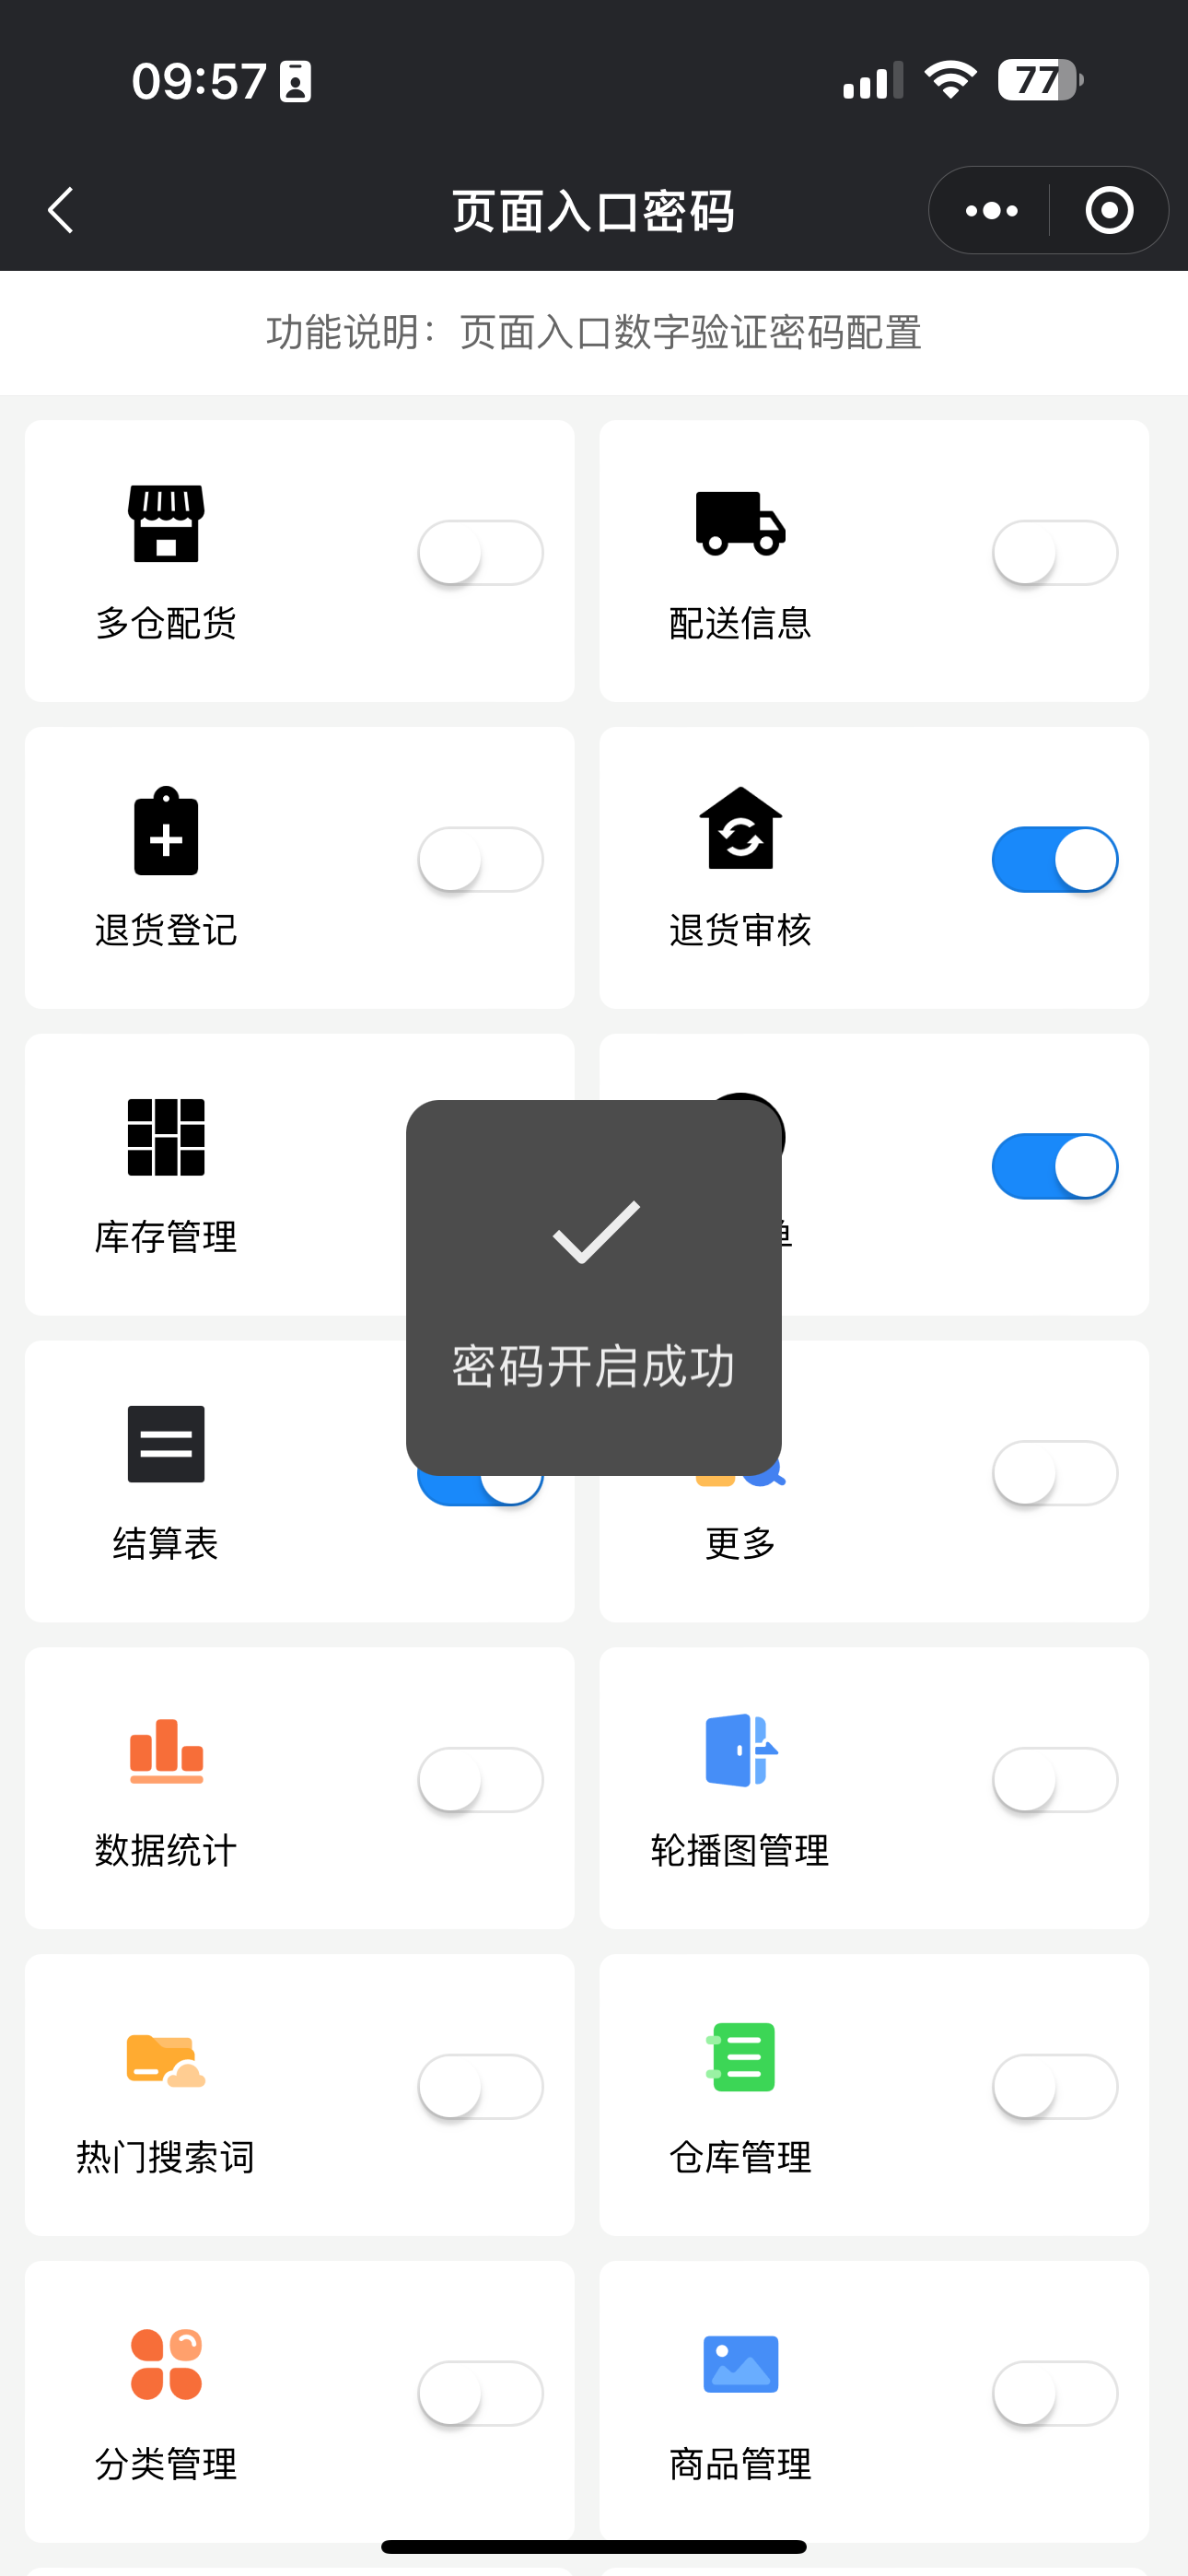 09:57
77
页面入口密码
功能说明：页面入口数字验证密码配置
多仓配货
配送信息
退货登记
退货审核
库存管理
密码开启成功
结算表
更多
数据统计
轮播图管理
热门搜索词
仓库管理
分类管理
商品管理